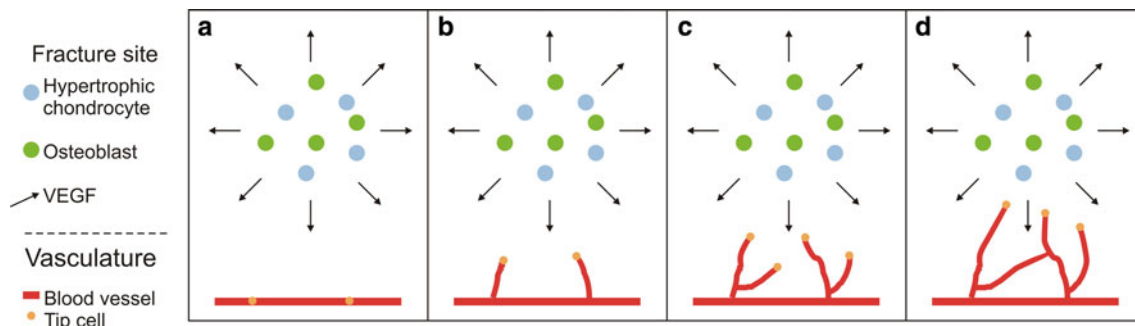 a
b
c
d
Fracture site
Hypertrophic
chondrocyte
Osteoblast
VEGF
Vasculature
Blood vessel
Tip cell